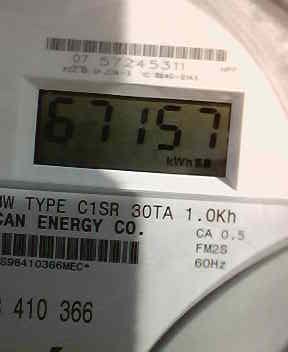 07 57245311
67157
kWh
W TYPE C1SR 30TA 1.0Kh
CAN ENERGY CO.
CA 0.5
FM2S
S98410366MEC*
60Hz
410 366